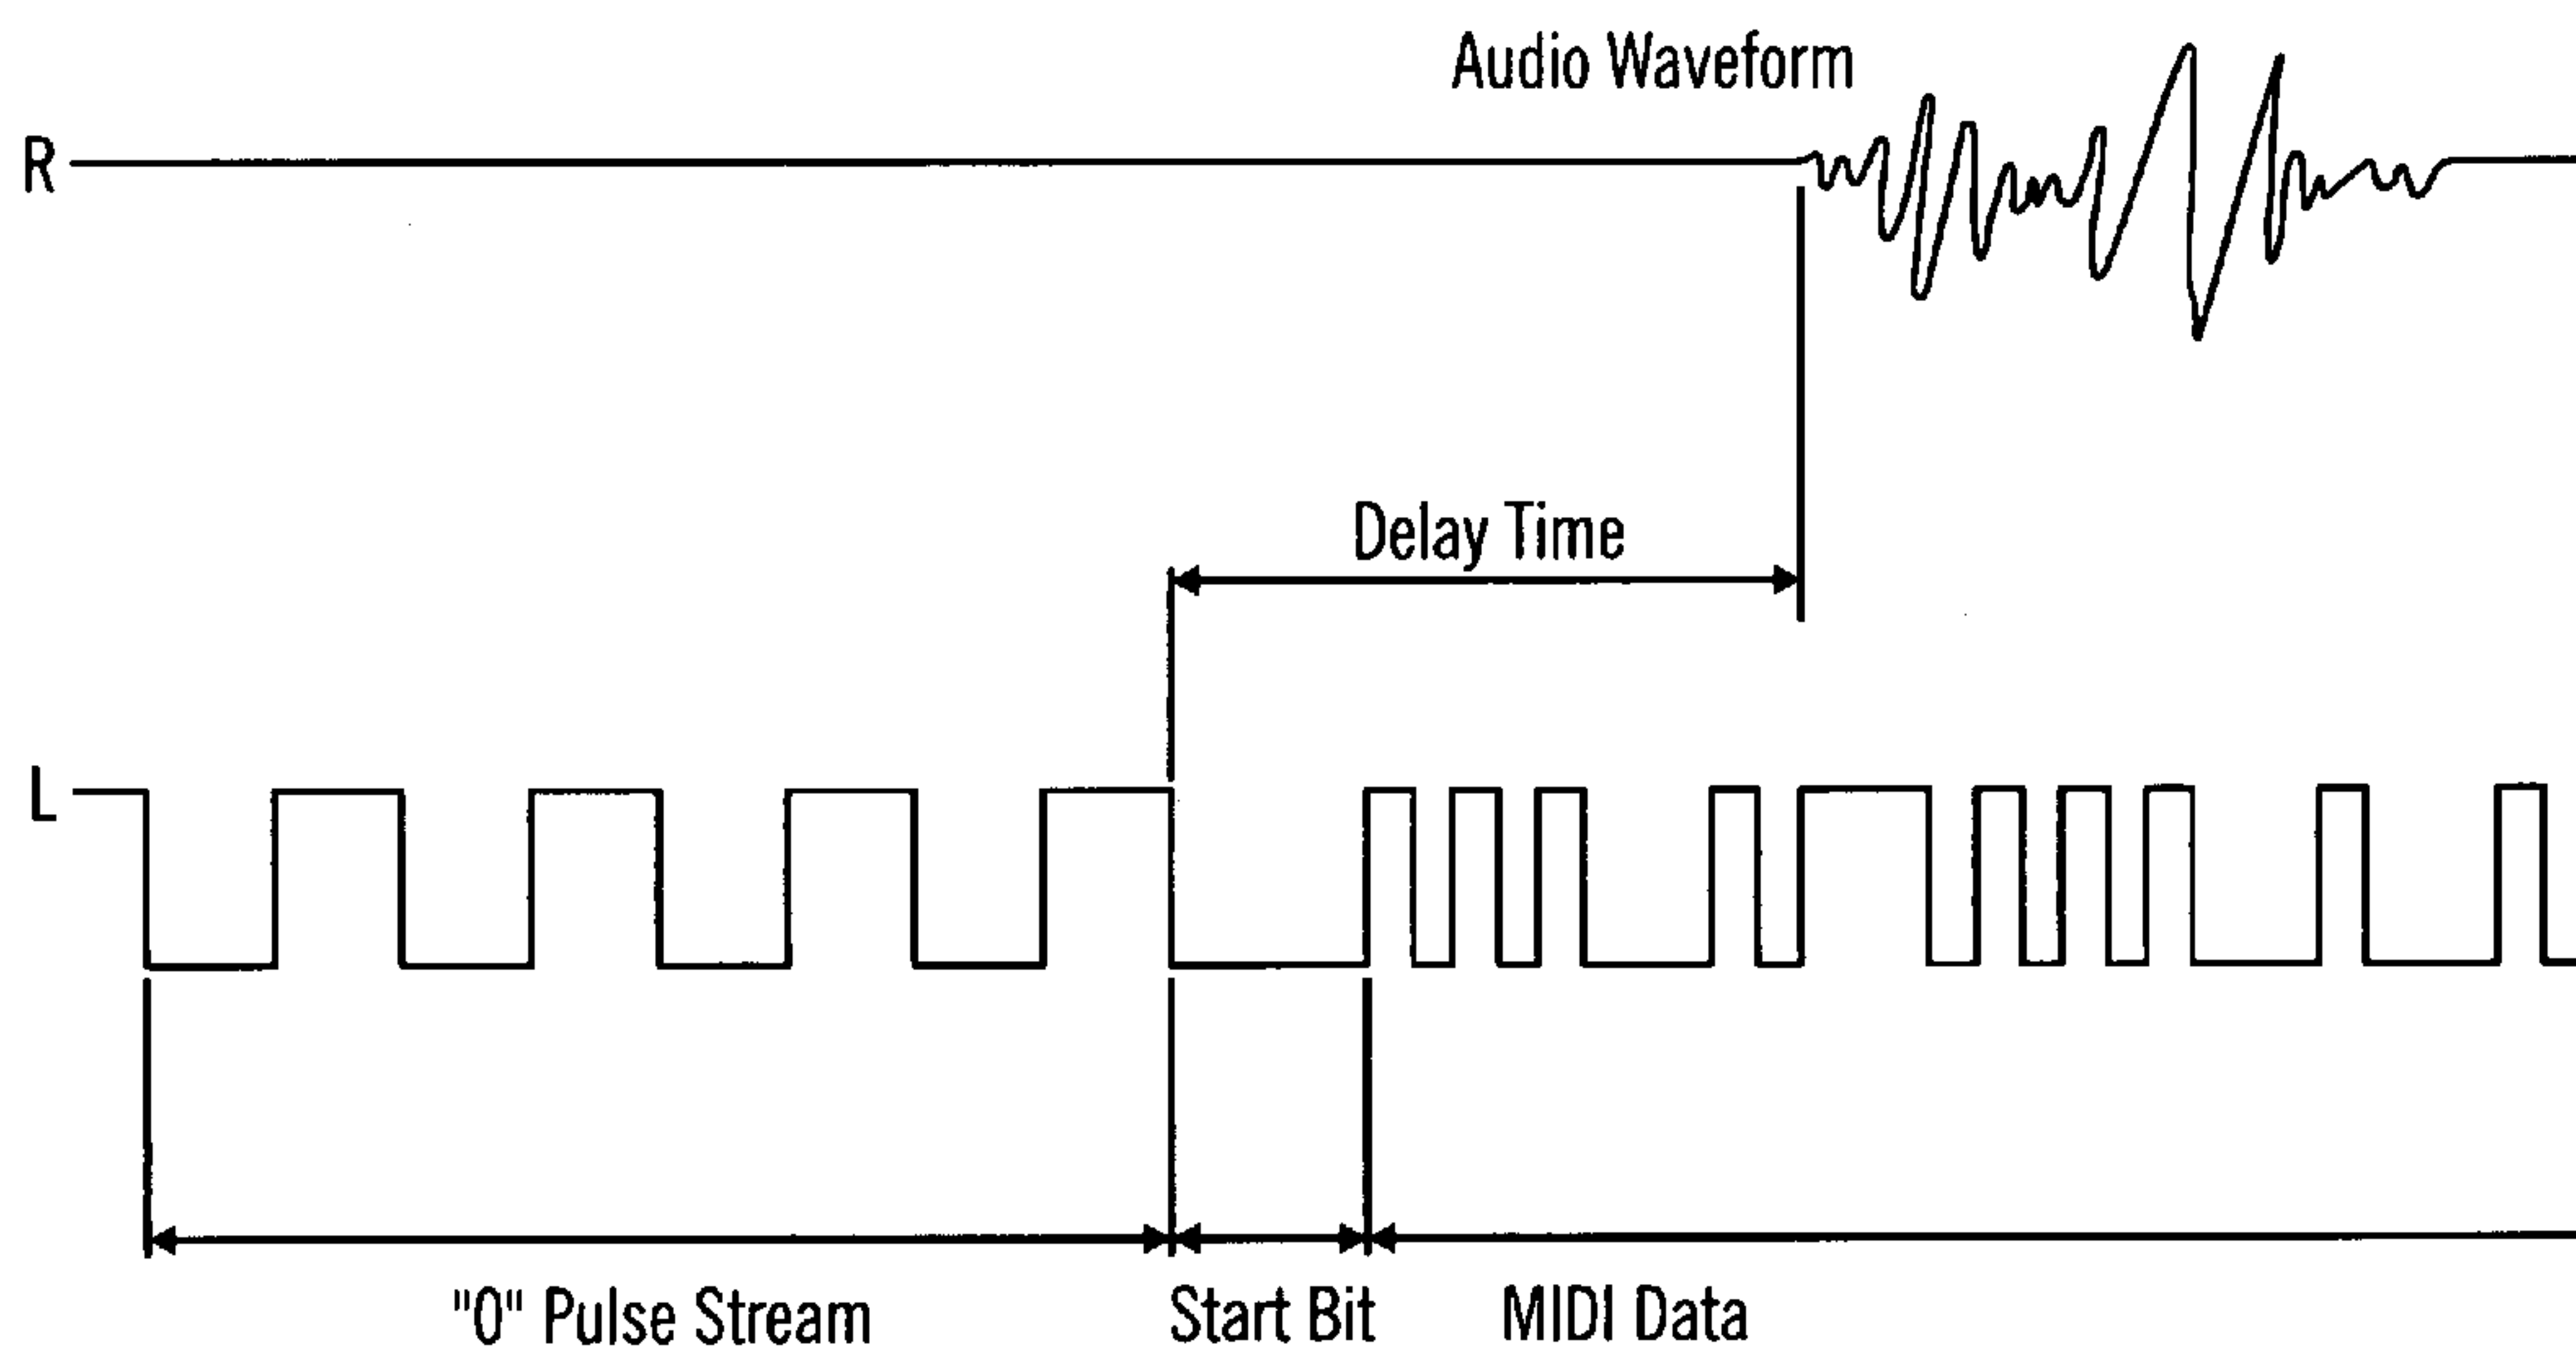 Audio Waveform
R
Delay Time
L
"0" Pulse Stream
Start Bit
MIDI Data